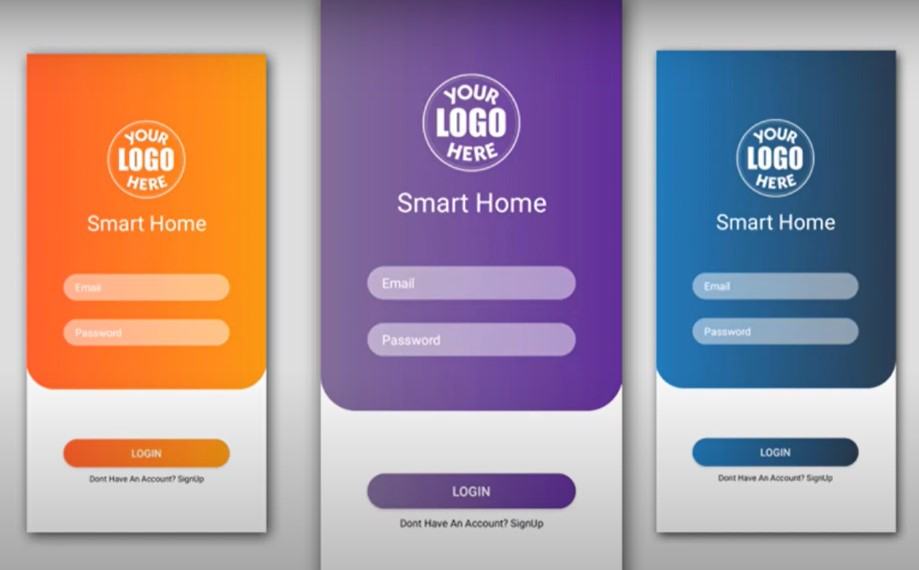 YOUR
LOGO
HERE
Smart Home
Email
Password
LOGIN
Dont Have An Account? SignUp
YOUR
LOGO
HERE
Smart Home
Email
Password
LOGIN
Dont Have An Account? SignUp
YOUR
LOGO
HERE
Smart Home
Email
Password
LOGIN
Dont Have An Account? SignUp